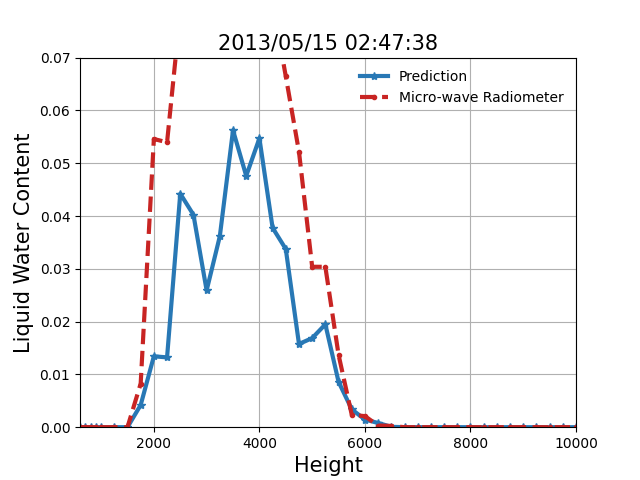 2013/05/15 02:47:38
Prediction
Micro-wave Radiometer
Liquid Water Content
0.07
0.06
0.05
0.04
0.03
0.02
0.01
0.00
2000 4000 6000 8000 10000
Height